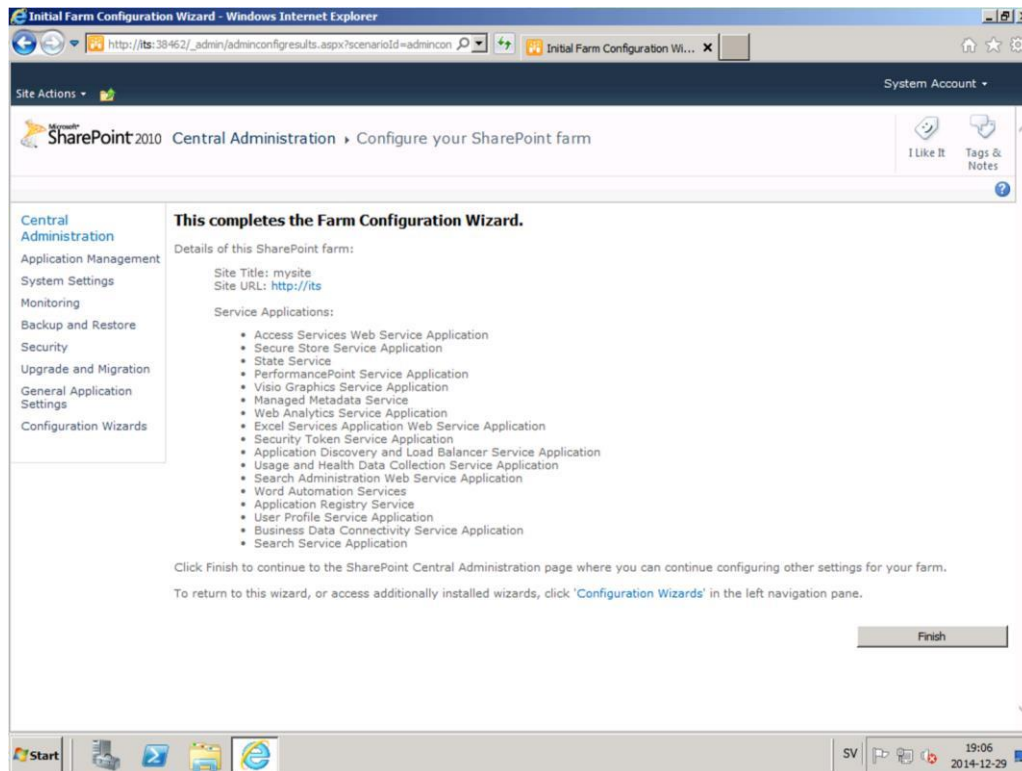 Initial Farm Configuration Wizard - Windows Internet Explorer
http://its:38462/_admin/adminconfigresults.aspx?scenarioId=admincon
Initial Farm Configuration Wi...
Site Actions
System Account
Microsoft
SharePoint 2010
Central Administration
Configure your SharePoint farm
I Like It
Tags &
Notes
Central
Administration
Application Management
System Settings
Monitoring
Backup and Restore
Security
Upgrade and Migration
General Application
Settings
Configuration Wizards
This completes the Farm Configuration Wizard.
Details of this SharePoint farm:
Site Title: mysite
Site URL: http://its
Service Applications:
• Access Services Web Service Application
• Secure Store Service Application
• State Service
• PerformancePoint Service Application
• Visio Graphics Service Application
• Managed Metadata Service
• Web Analytics Service Application
• Excel Services Application Web Service Application
• Security Token Service Application
• Application Discovery and Load Balancer Service Application
• Usage and Health Data Collection Service Application
• Search Administration Web Service Application
• Word Automation Services
• Application Registry Service
• User Profile Service Application
• Business Data Connectivity Service Application
• Search Service Application
Click Finish to continue to the SharePoint Central Administration page where you can continue configuring other settings for your farm.
To return to this wizard, or access additionally installed wizards, click 'Configuration Wizards' in the left navigation pane.
Finish
Start
SV
19:06
2014-12-29